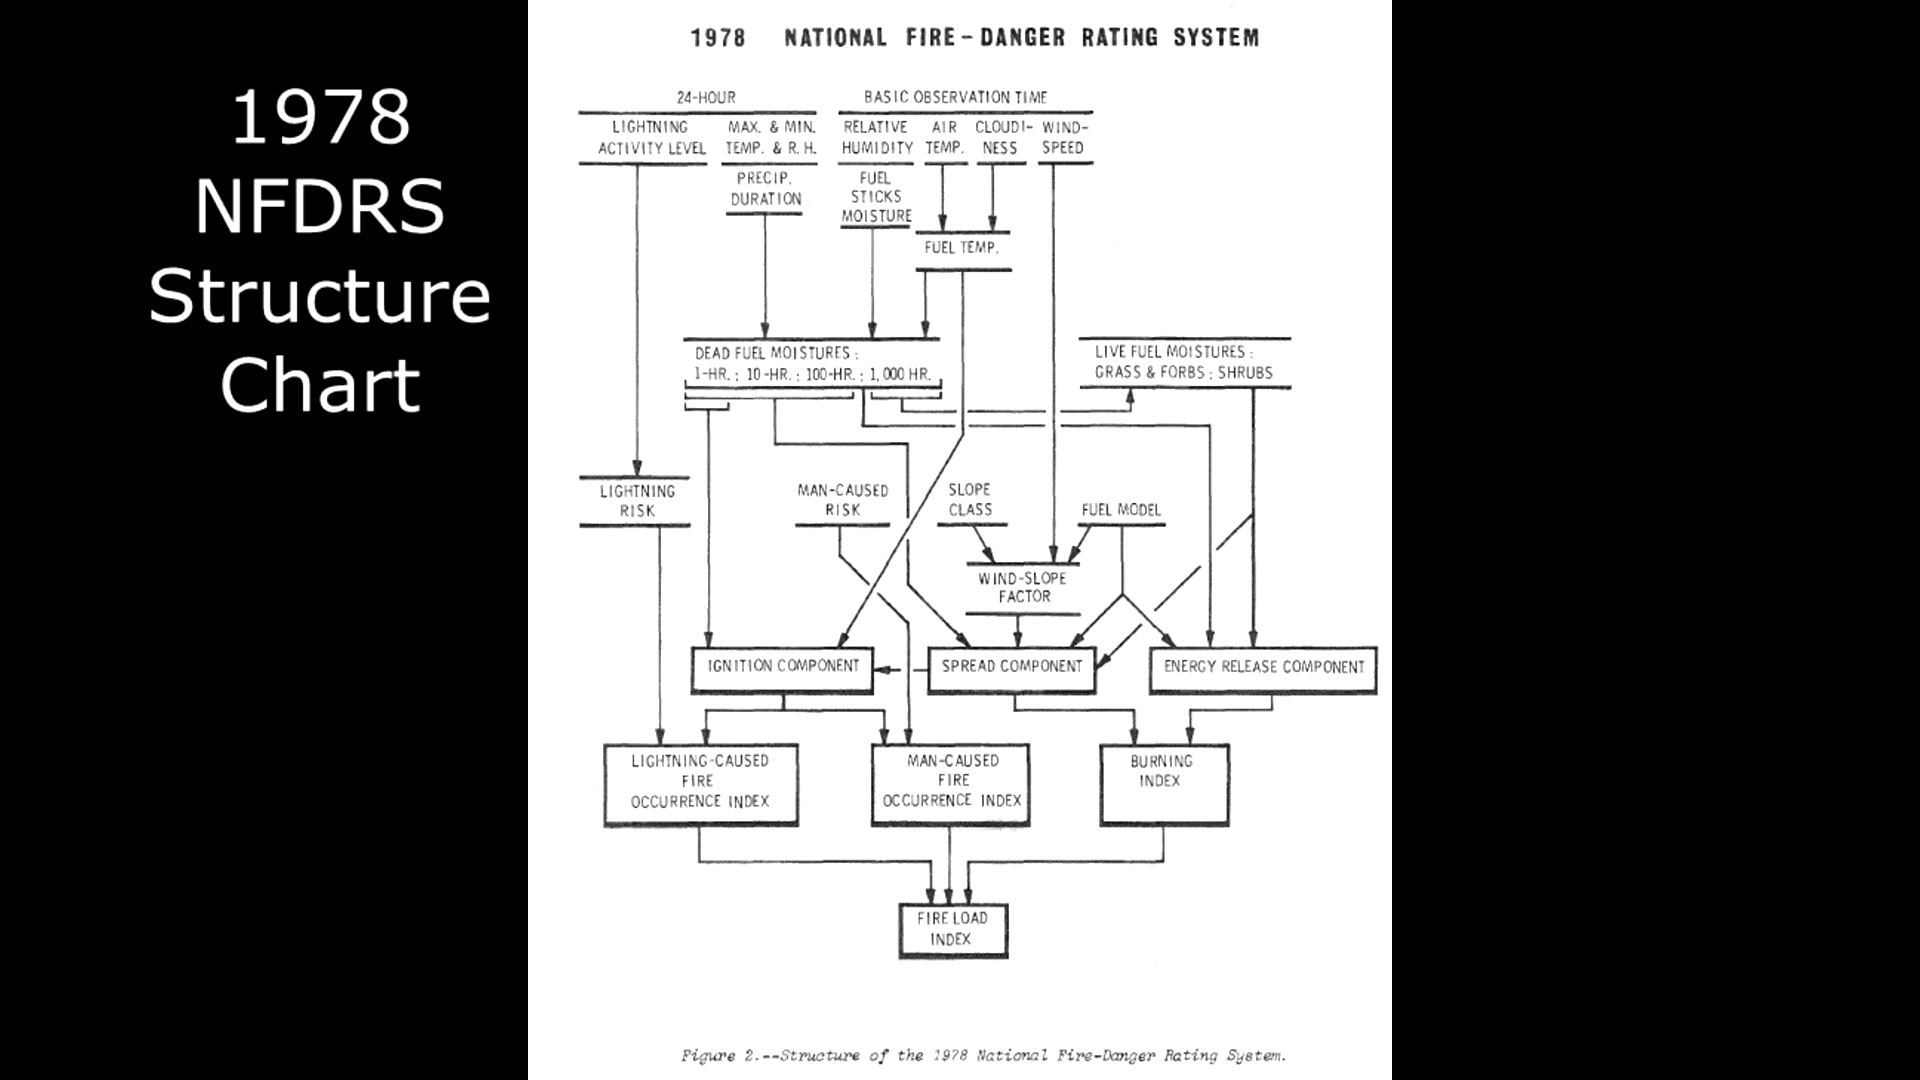 1978
NFDRS
Structure
Chart
1978 NATIONAL FIRE-DANGER RATING SYSTEM
24-HOUR
BASIC OBSERVATION TIME
LIGHTNING
ACTIVITY LEVEL
MAX. & MIN.
TEMP. & R.H.
RELATIVE
HUMIDITY
AIR
TEMP.
CLOUDI-
NESS
WIND-
SPEED
PRECIP.
DURATION
FUEL
STICKS
MOISTURE
FUEL TEMP.
DEAD FUEL MOISTURES :
1-HR. ; 10-HR. ; 100-HR. ; 1,000 HR.
LIVE FUEL MOISTURES :
GRASS & FORBS ; SHRUBS
LIGHTNING
RISK
MAN-CAUSED
RISK
SLOPE
CLASS
FUEL MODEL
WIND-SLOPE
FACTOR
IGNITION COMPONENT
SPREAD COMPONENT
ENERGY RELEASE COMPONENT
LIGHTNING-CAUSED
FIRE
OCCURRENCE INDEX
MAN-CAUSED
FIRE
OCCURRENCE INDEX
BURNING
INDEX
FIRE LOAD
INDEX
Figure 2.--Structure of the 1978 National Fire-Danger Rating System.